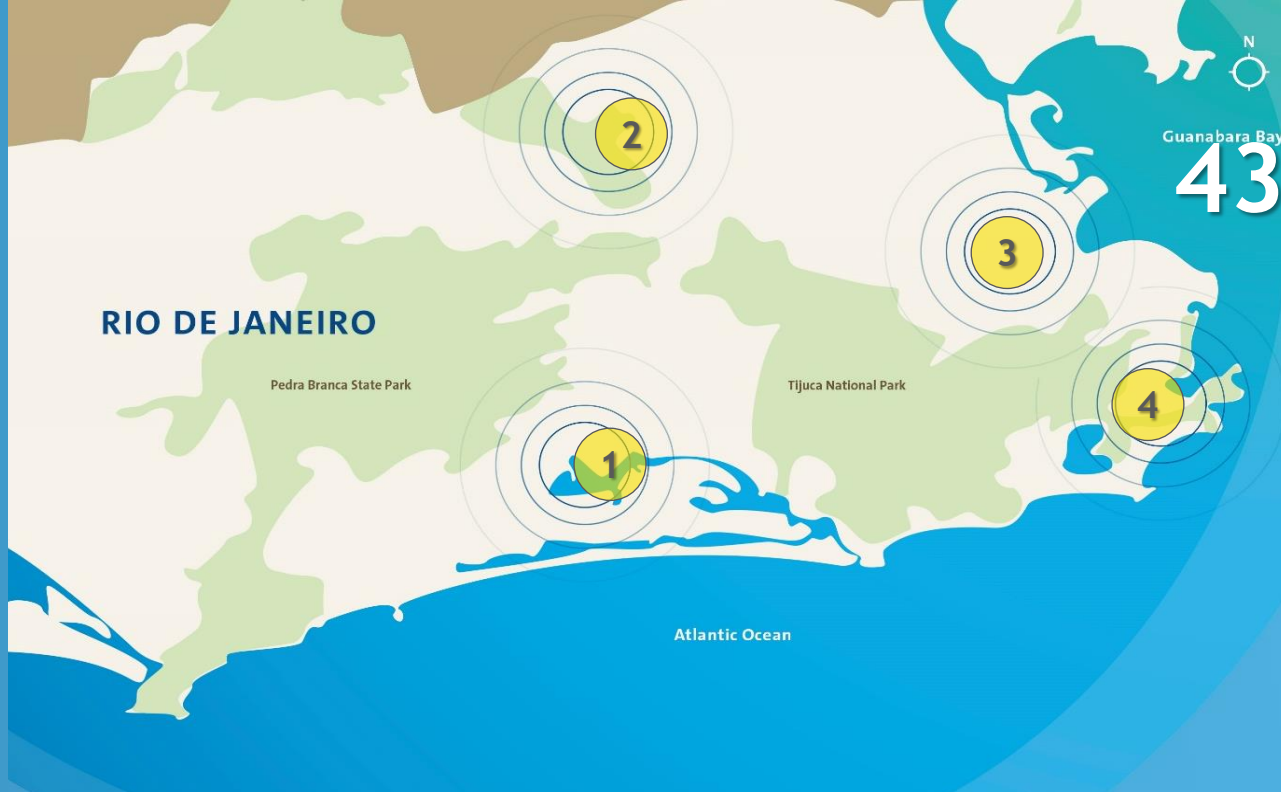 N
Guanabara Bay
43
2
3
RIO DE JANEIRO
Pedra Branca State Park
Tijuca National Park
4
1
Atlantic Ocean